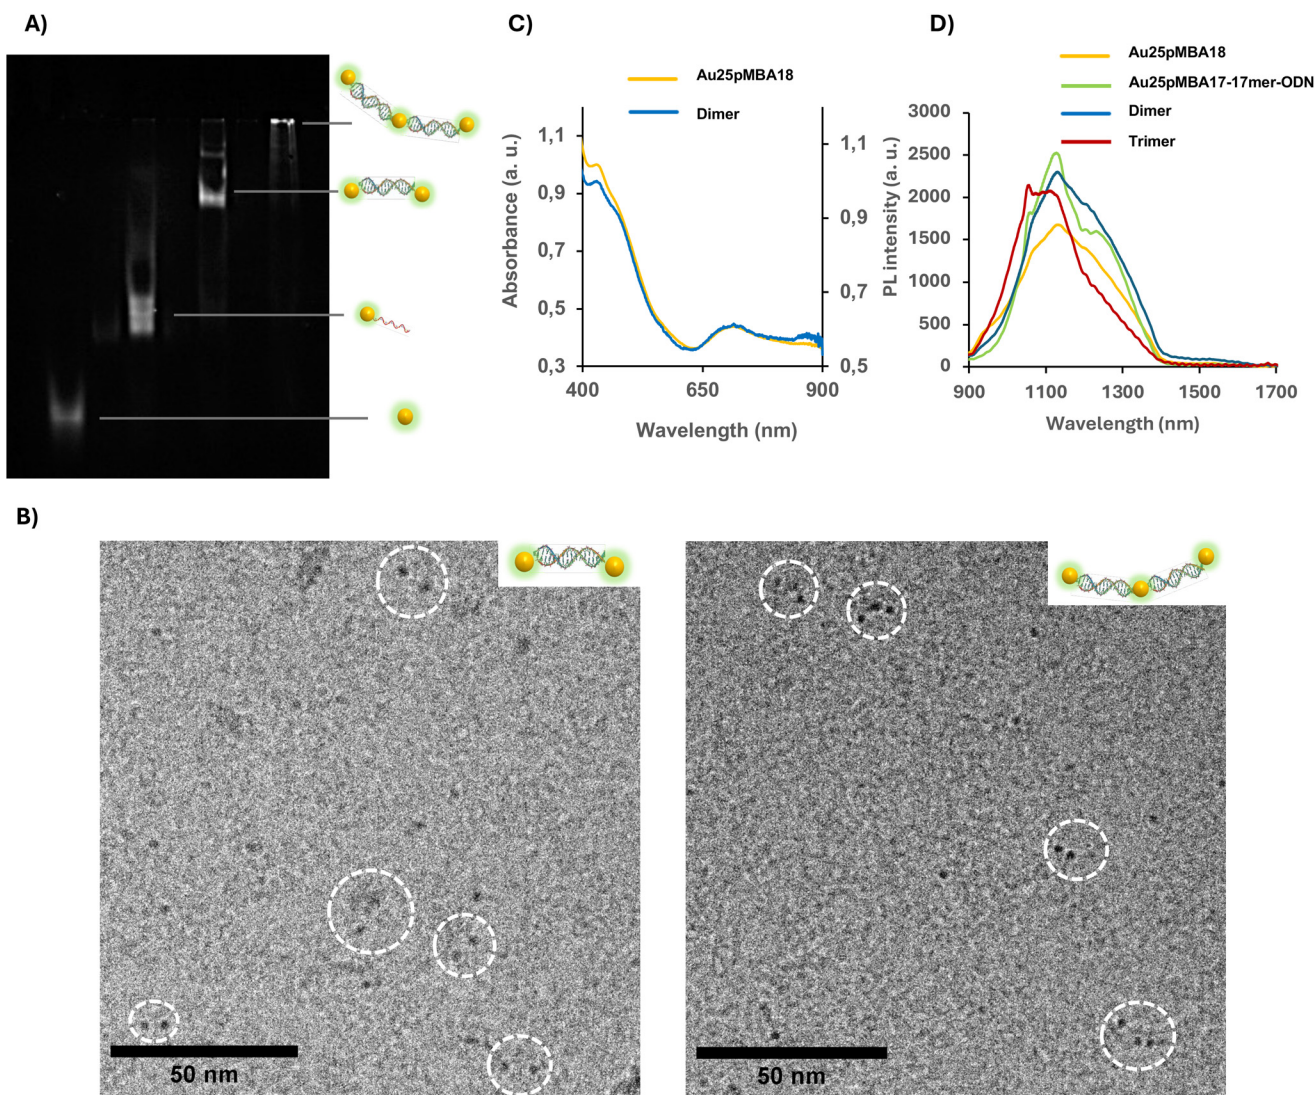 A)
C)
Au25pMBA18
Dimer
1,1
0,9
0,7
0,5
0,3
1,1
0,9
0,7
0,5
Absorbance (a. u.)
400
650
900
Wavelength (nm)
D)
Au25pMBA18
Au25pMBA17-17mer-ODN
Dimer
Trimer
3000
2500
2000
1500
1000
500
0
PL intensity (a. u.)
900
1100
1300
1500
1700
Wavelength (nm)
B)
50 nm
50 nm